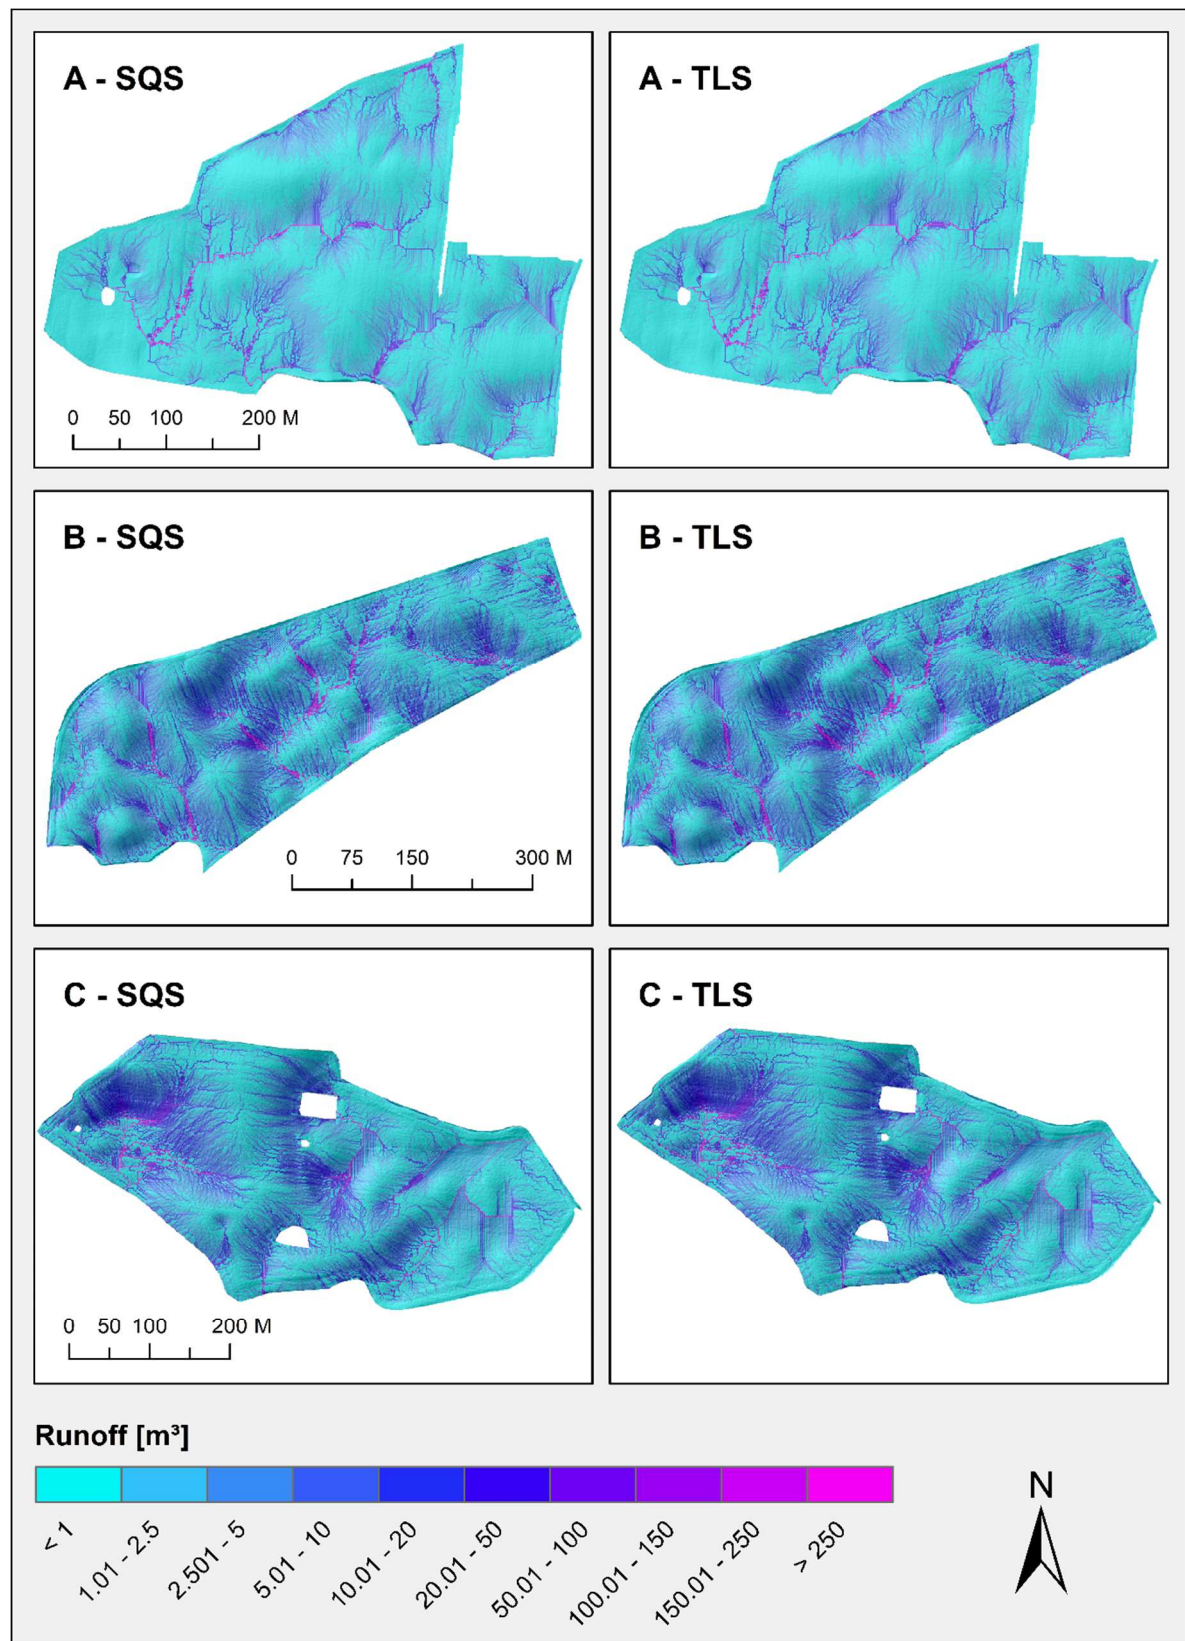 A - SQS
A - TLS
0 50 100 200 M
B - SQS
B - TLS
0 75 150 300 M
C - SQS
C - TLS
0 50 100 200 M
Runoff [m³]
< 1
1.01 - 2.5
2.501 - 5
5.01 - 10
10.01 - 20
20.01 - 50
50.01 - 100
100.01 - 150
150.01 - 250
> 250
N